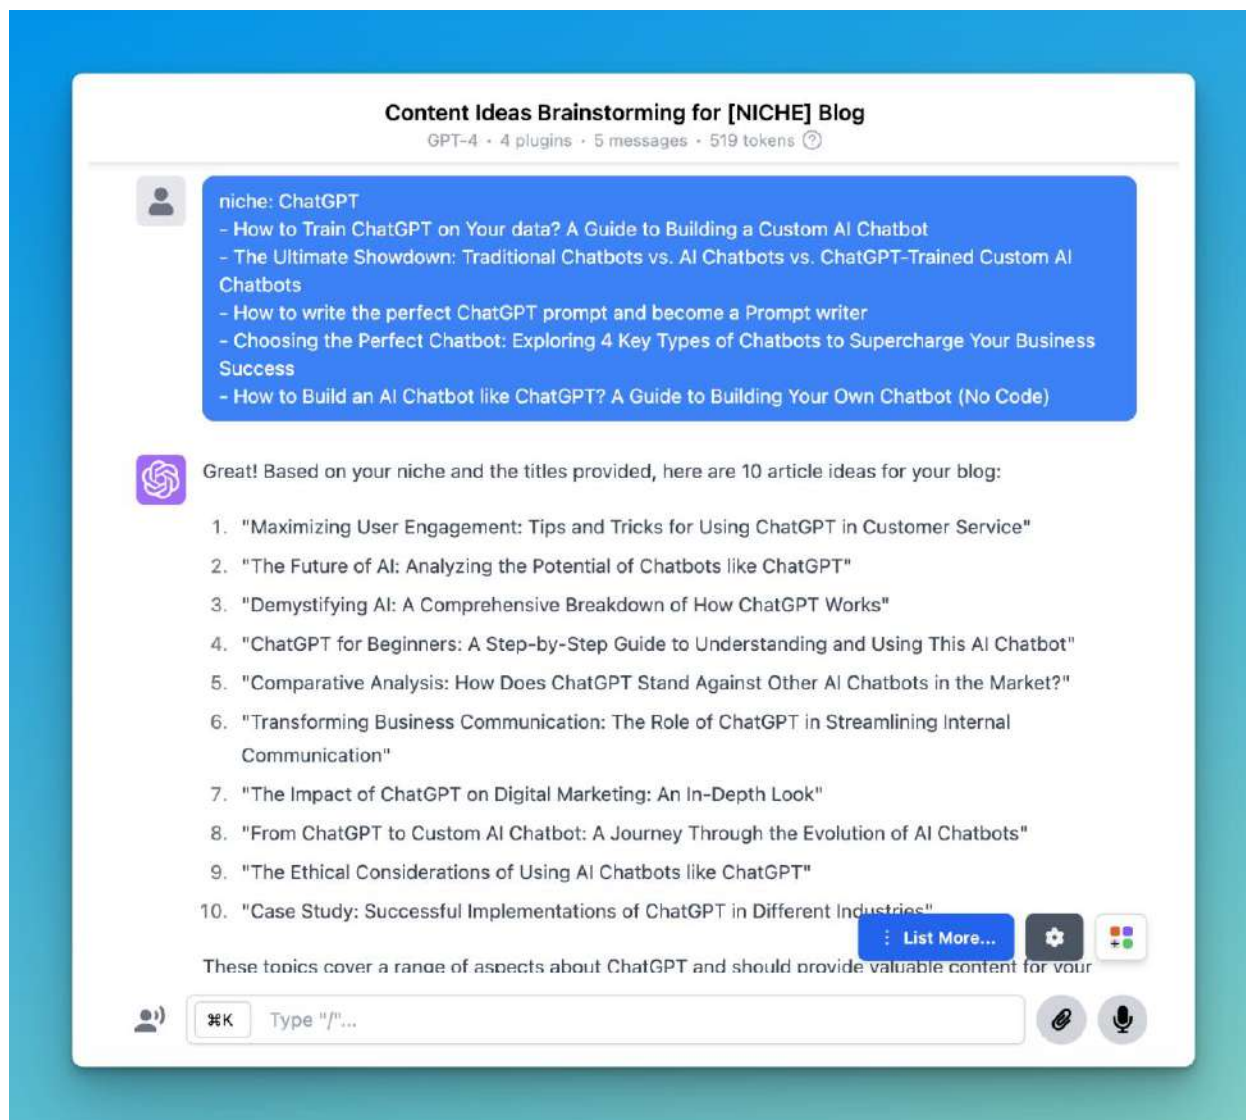 Content Ideas Brainstorming for [NICHE] Blog
GPT-4 • 4 plugins • 5 messages • 519 tokens ?
niche: ChatGPT
- How to Train ChatGPT on Your data? A Guide to Building a Custom AI Chatbot
- The Ultimate Showdown: Traditional Chatbots vs. AI Chatbots vs. ChatGPT-Trained Custom AI
Chatbots
- How to write the perfect ChatGPT prompt and become a Prompt writer
- Choosing the Perfect Chatbot: Exploring 4 Key Types of Chatbots to Supercharge Your Business
Success
- How to Build an AI Chatbot like ChatGPT? A Guide to Building Your Own Chatbot (No Code)
Great! Based on your niche and the titles provided, here are 10 article ideas for your blog:
1. "Maximizing User Engagement: Tips and Tricks for Using ChatGPT in Customer Service"
2. "The Future of AI: Analyzing the Potential of Chatbots like ChatGPT"
3. "Demystifying AI: A Comprehensive Breakdown of How ChatGPT Works"
4. "ChatGPT for Beginners: A Step-by-Step Guide to Understanding and Using This AI Chatbot"
5. "Comparative Analysis: How Does ChatGPT Stand Against Other AI Chatbots in the Market?"
6. "Transforming Business Communication: The Role of ChatGPT in Streamlining Internal
Communication"
7. "The Impact of ChatGPT on Digital Marketing: An In-Depth Look"
8. "From ChatGPT to Custom AI Chatbot: A Journey Through the Evolution of AI Chatbots"
9. "The Ethical Considerations of Using AI Chatbots like ChatGPT"
10. "Case Study: Successful Implementations of ChatGPT in Different Industries"
List More...
These topics cover a range of aspects about ChatGPT and should provide valuable content for your
⌘K Type "/"...